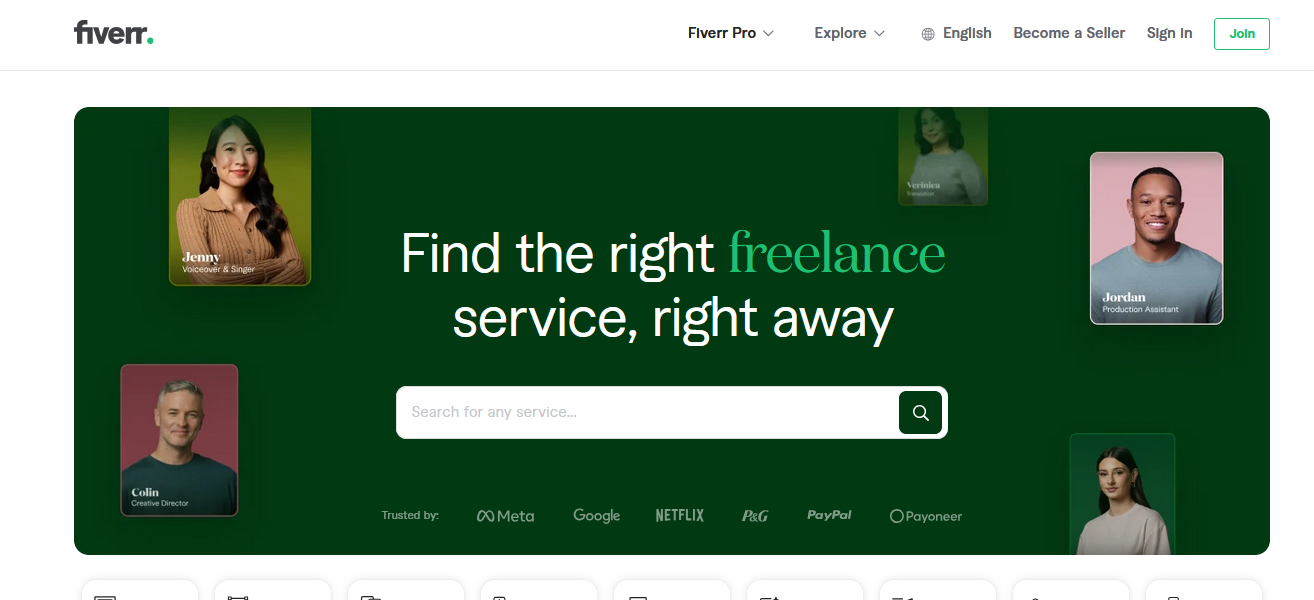 fiverr.
Fiverr Pro
Explore
English
Become a Seller
Sign in
Join
Jenny
Voiceover & Singer
Verinica
Translation
Jordan
Production Assistant
Find the right freelance
service, right away
Search for any service...
Colin
Creative Director
Trusted by:
Meta
Google
NETFLIX
P&G
PayPal
Payoneer